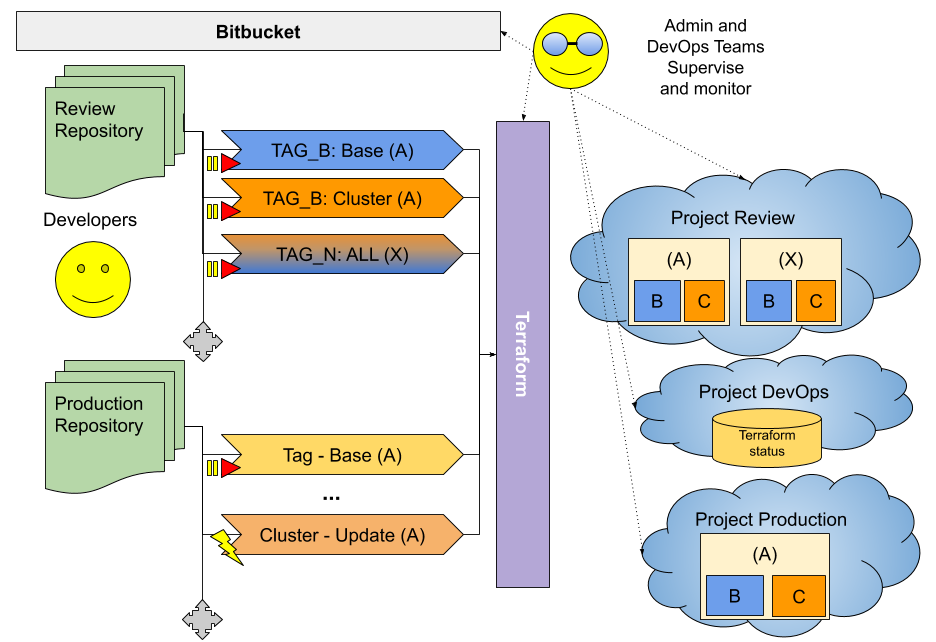 Bitbucket
Admin and
DevOps Teams
Supervise
and monitor
Review
Repository
TAG_B: Base (A)
TAG_B: Cluster (A)
TAG_N: ALL (X)
Developers
Production
Repository
Tag - Base (A)
...
Cluster - Update (A)
Terraform
Project Review
(A)
B
C
(X)
B
C
Project DevOps
Terraform
status
Project Production
(A)
B
C